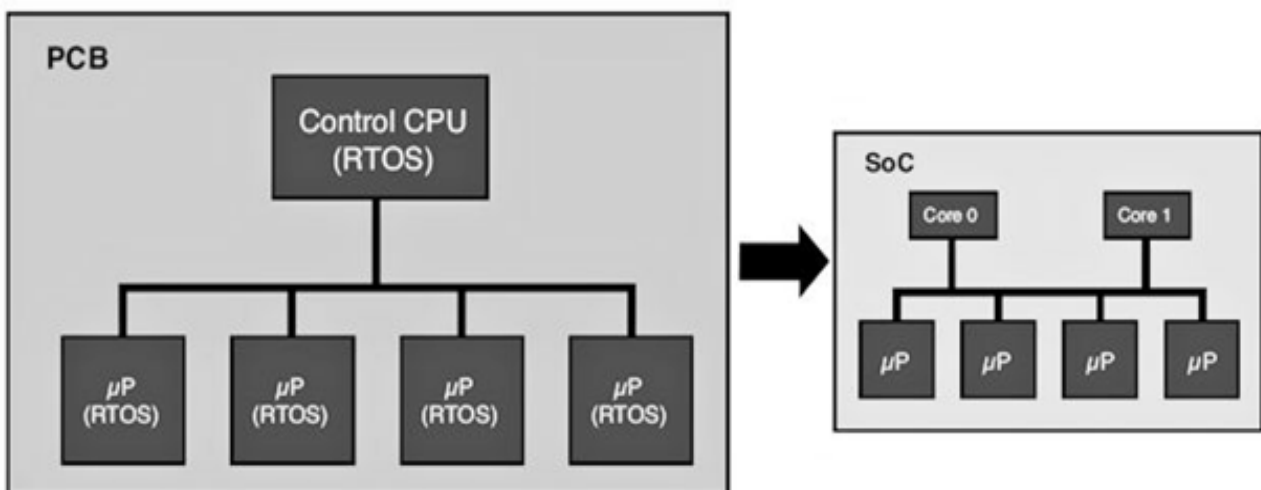 PCB
Control CPU
(RTOS)
µP
(RTOS)
µP
(RTOS)
µP
(RTOS)
µP
(RTOS)
SoC
Core 0
Core 1
µP
µP
µP
µP